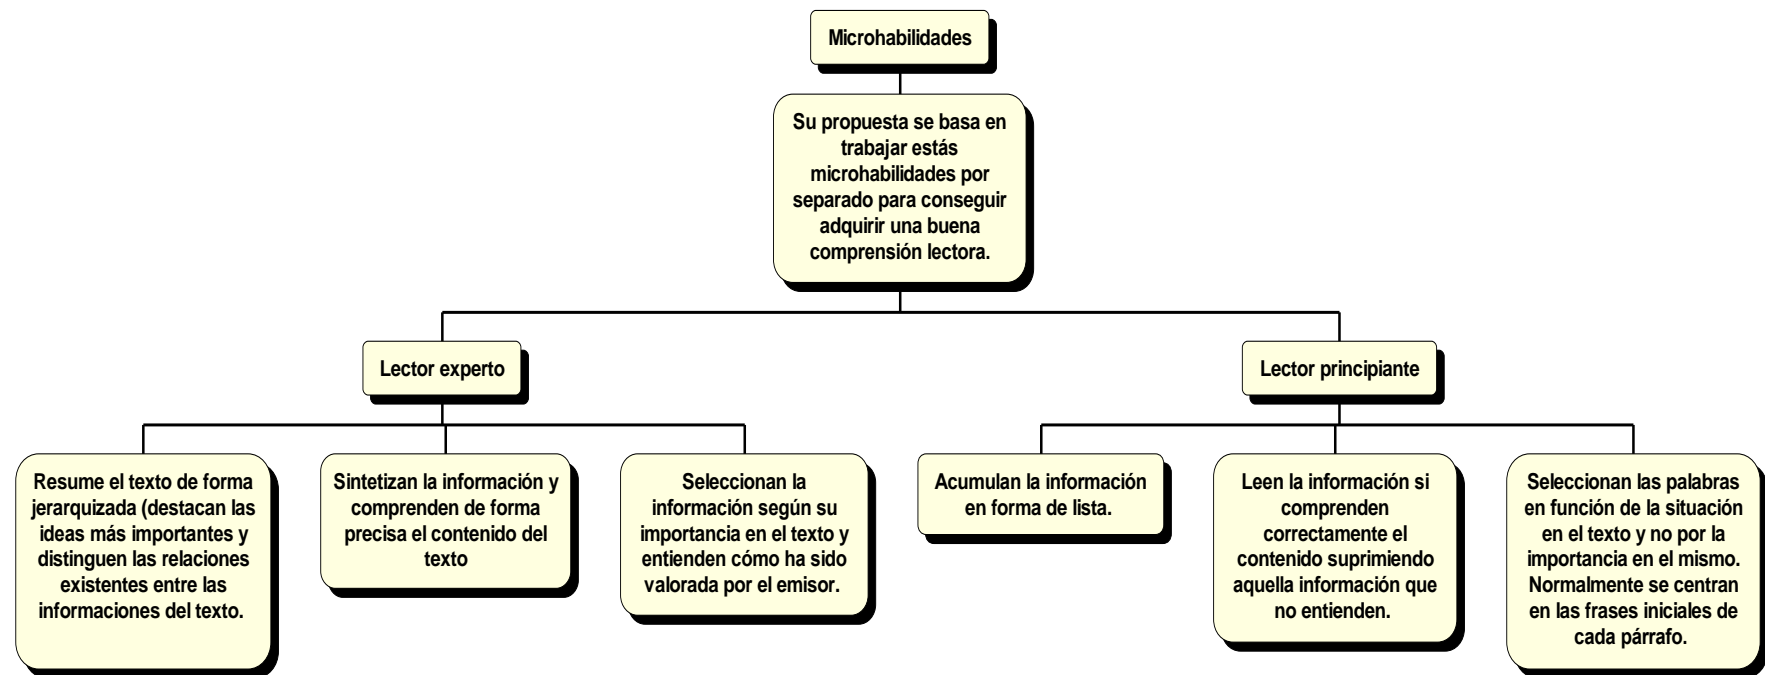 Microhabilidades
Su propuesta se basa en
trabajar estás
microhabilidades por
separado para conseguir
adquirir una buena
comprensión lectora.
Lector experto
Lector principiante
Resume el texto de forma
jerarquizada (destacan las
ideas más importantes y
distinguen las relaciones
existentes entre las
informaciones del texto.
Sintetizan la información y
comprenden de forma
precisa el contenido del
texto
Seleccionan la
información según su
importancia en el texto y
entienden cómo ha sido
valorada por el emisor.
Acumulan la información
en forma de lista.
Leen la información si
comprenden
correctamente el
contenido suprimiendo
aquella información que
no entienden.
Seleccionan las palabras
en función de la situación
en el texto y no por la
importancia en el mismo.
Normalmente se centran
en las frases iniciales de
cada párrafo.